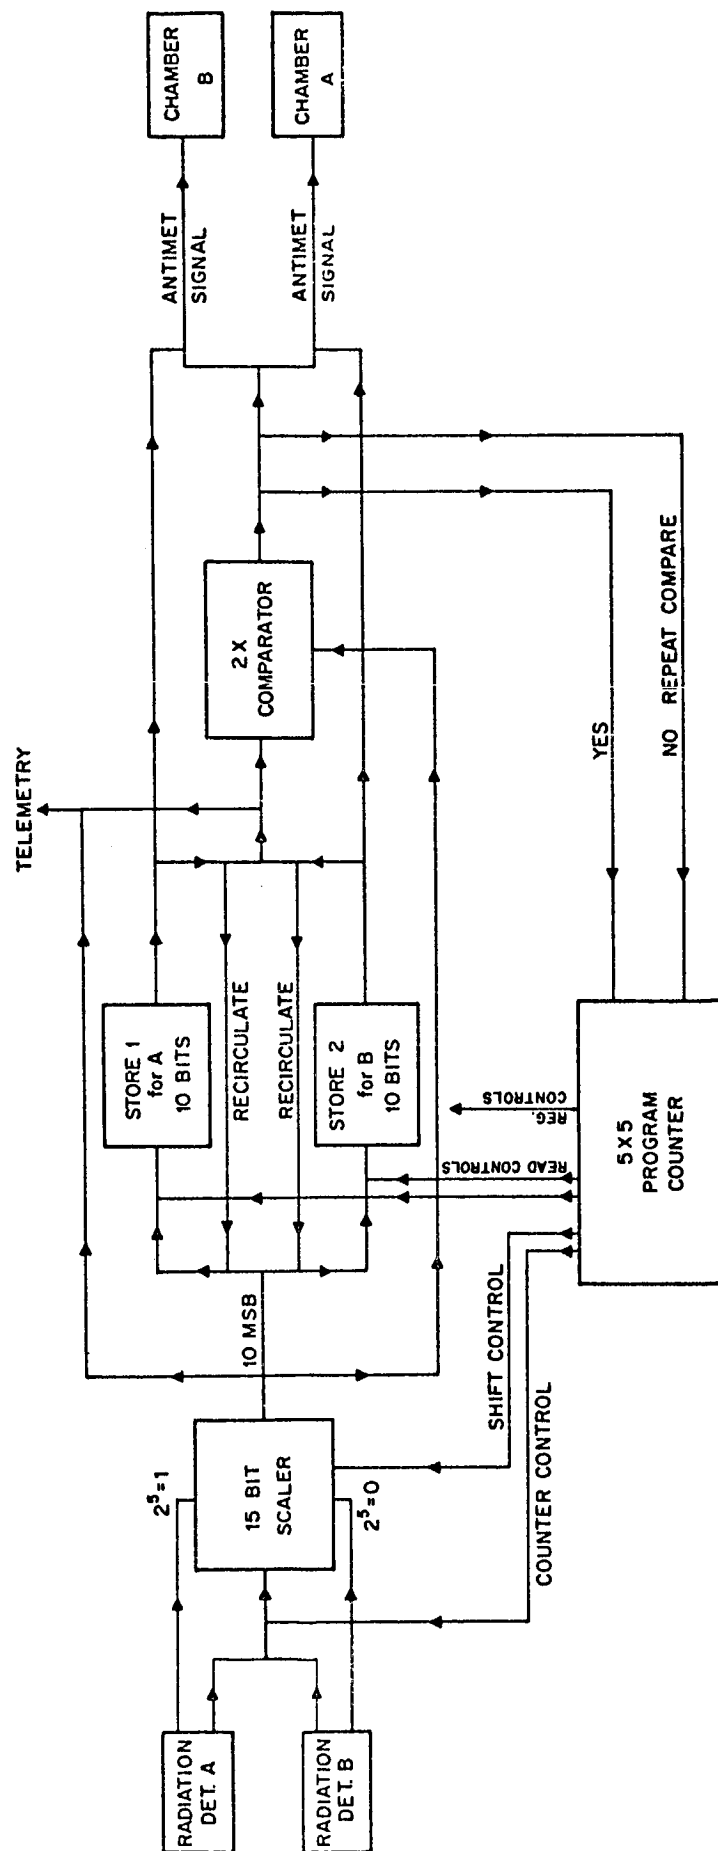 RADIATION
DET. A
RADIATION
DET. B
2⁵=1
15 BIT
SCALER
2⁵=0
10 MSB
SHIFT CONTROL
COUNTER CONTROL
STORE 1
for A
10 BITS
RECIRCULATE
RECIRCULATE
STORE 2
for B
10 BITS
READ CONTROLS
REG.
CONTROLS
5X5
PROGRAM
COUNTER
TELEMETRY
2X
COMPARATOR
YES
NO REPEAT COMPARE
ANTIMET
SIGNAL
ANTIMET
SIGNAL
CHAMBER
B
CHAMBER
A